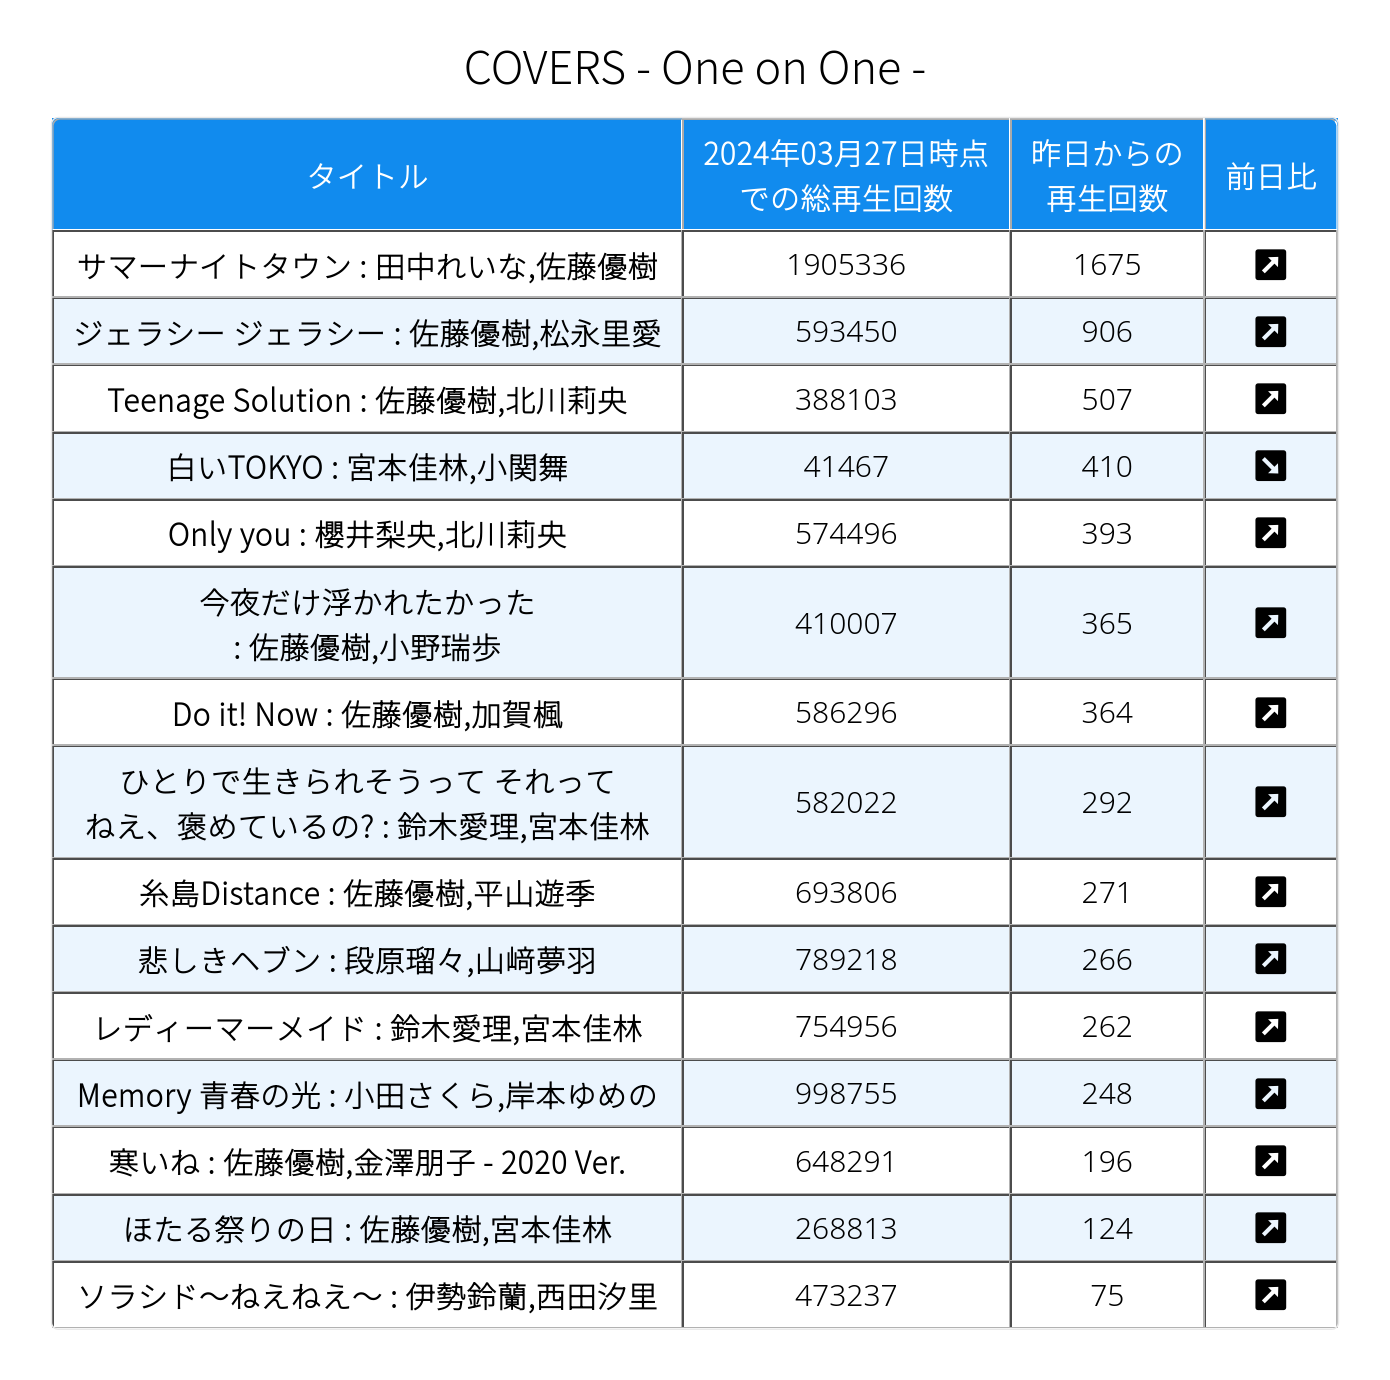 COVERS - One on One -
タイトル
2024年03月27日時点
での総再生回数
昨日からの
再生回数
前日比
サマーナイトタウン : 田中れいな,佐藤優樹
1905336
1675
ジェラシー ジェラシー : 佐藤優樹,松永里愛
593450
906
Teenage Solution : 佐藤優樹,北川莉央
388103
507
白いTOKYO : 宮本佳林,小関舞
41467
410
Only you : 櫻井梨央,北川莉央
574496
393
今夜だけ浮かれたかった
: 佐藤優樹,小野瑞歩
410007
365
Do it! Now : 佐藤優樹,加賀楓
586296
364
ひとりで生きられそうって それって
ねえ、褒めているの? : 鈴木愛理,宮本佳林
582022
292
糸島Distance : 佐藤優樹,平山遊季
693806
271
悲しきヘブン : 段原瑠々,山﨑夢羽
789218
266
レディーマーメイド : 鈴木愛理,宮本佳林
754956
262
Memory 青春の光 : 小田さくら,岸本ゆめの
998755
248
寒いね : 佐藤優樹,金澤朋子 - 2020 Ver.
648291
196
ほたる祭りの日 : 佐藤優樹,宮本佳林
268813
124
ソラシド〜ねえねえ〜 : 伊勢鈴蘭,西田汐里
473237
75